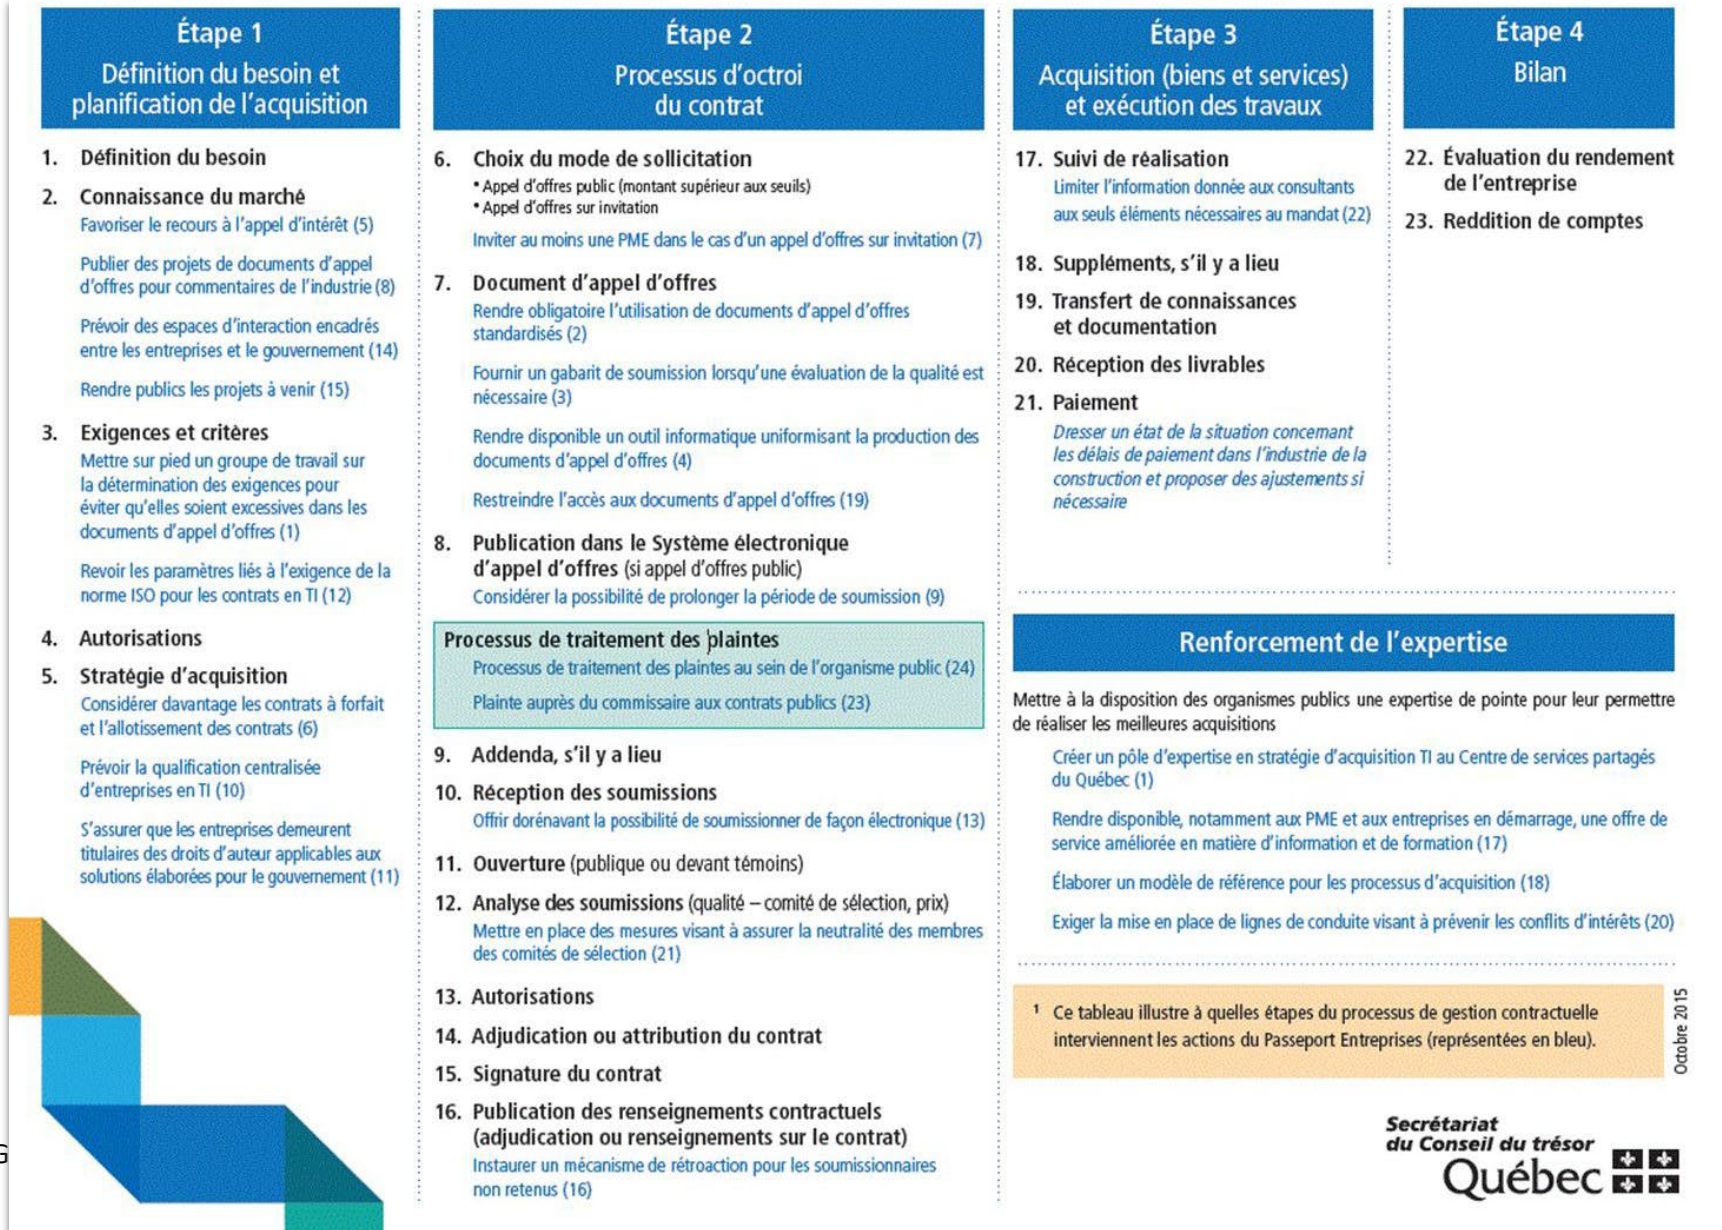 Étape 1
Définition du besoin et
planification de l'acquisition
1. Définition du besoin
2. Connaissance du marché
Favoriser le recours à l'appel d'intérêt (5)
Publier des projets de documents d'appel
d'offres pour commentaires de l'industrie (8)
Prévoir des espaces d'interaction encadrés
entre les entreprises et le gouvernement (14)
Rendre publics les projets à venir (15)
3. Exigences et critères
Mettre sur pied un groupe de travail sur
la détermination des exigences pour
éviter qu'elles soient excessives dans les
documents d'appel d'offres (1)
Revoir les paramètres liés à l'exigence de la
norme ISO pour les contrats en TI (12)
4. Autorisations
5. Stratégie d'acquisition
Considérer davantage les contrats à forfait
et l'allotissement des contrats (6)
Prévoir la qualification centralisée
d'entreprises en TI (10)
S'assurer que les entreprises demeurent
titulaires des droits d'auteur applicables aux
solutions élaborées pour le gouvernement (11)
G
Étape 2
Processus d'octroi
du contrat
6. Choix du mode de sollicitation
• Appel d'offres public (montant supérieur aux seuils)
• Appel d'offres sur invitation
Inviter au moins une PME dans le cas d'un appel d'offres sur invitation (7)
7. Document d'appel d'offres
Rendre obligatoire l'utilisation de documents d'appel d'offres
standardisés (2)
Fournir un gabarit de soumission lorsqu'une évaluation de la qualité est
nécessaire (3)
Rendre disponible un outil informatique uniformisant la production des
documents d'appel d'offres (4)
Restreindre l'accès aux documents d'appel d'offres (19)
8. Publication dans le Système électronique
d'appel d'offres (si appel d'offres public)
Considérer la possibilité de prolonger la période de soumission (9)
Processus de traitement des plaintes
Processus de traitement des plaintes au sein de l'organisme public (24)
Plainte auprès du commissaire aux contrats publics (23)
9. Addenda, s'il y a lieu
10. Réception des soumissions
Offrir dorénavant la possibilité de soumissionner de façon électronique (13)
11. Ouverture (publique ou devant témoins)
12. Analyse des soumissions (qualité – comité de sélection, prix)
Mettre en place des mesures visant à assurer la neutralité des membres
des comités de sélection (21)
13. Autorisations
14. Adjudication ou attribution du contrat
15. Signature du contrat
16. Publication des renseignements contractuels
(adjudication ou renseignements sur le contrat)
Instaurer un mécanisme de rétroaction pour les soumissionnaires
non retenus (16)
Étape 3
Acquisition (biens et services)
et exécution des travaux
17. Suivi de réalisation
Limiter l'information donnée aux consultants
aux seuls éléments nécessaires au mandat (22)
18. Suppléments, s'il y a lieu
19. Transfert de connaissances
et documentation
20. Réception des livrables
21. Paiement
Dresser un état de la situation concernant
les délais de paiement dans l'industrie de la
construction et proposer des ajustements si
nécessaire
Étape 4
Bilan
22. Évaluation du rendement
de l'entreprise
23. Reddition de comptes
Renforcement de l'expertise
Mettre à la disposition des organismes publics une expertise de pointe pour leur permettre
de réaliser les meilleures acquisitions
Créer un pôle d'expertise en stratégie d'acquisition TI au Centre de services partagés
du Québec (1)
Rendre disponible, notamment aux PME et aux entreprises en démarrage, une offre de
service améliorée en matière d'information et de formation (17)
Élaborer un modèle de référence pour les processus d'acquisition (18)
Exiger la mise en place de lignes de conduite visant à prévenir les conflits d'intérêts (20)
1 Ce tableau illustre à quelles étapes du processus de gestion contractuelle
interviennent les actions du Passeport Entreprises (représentées en bleu).
Octobre 2015
Secrétariat
du Conseil du trésor
Québec